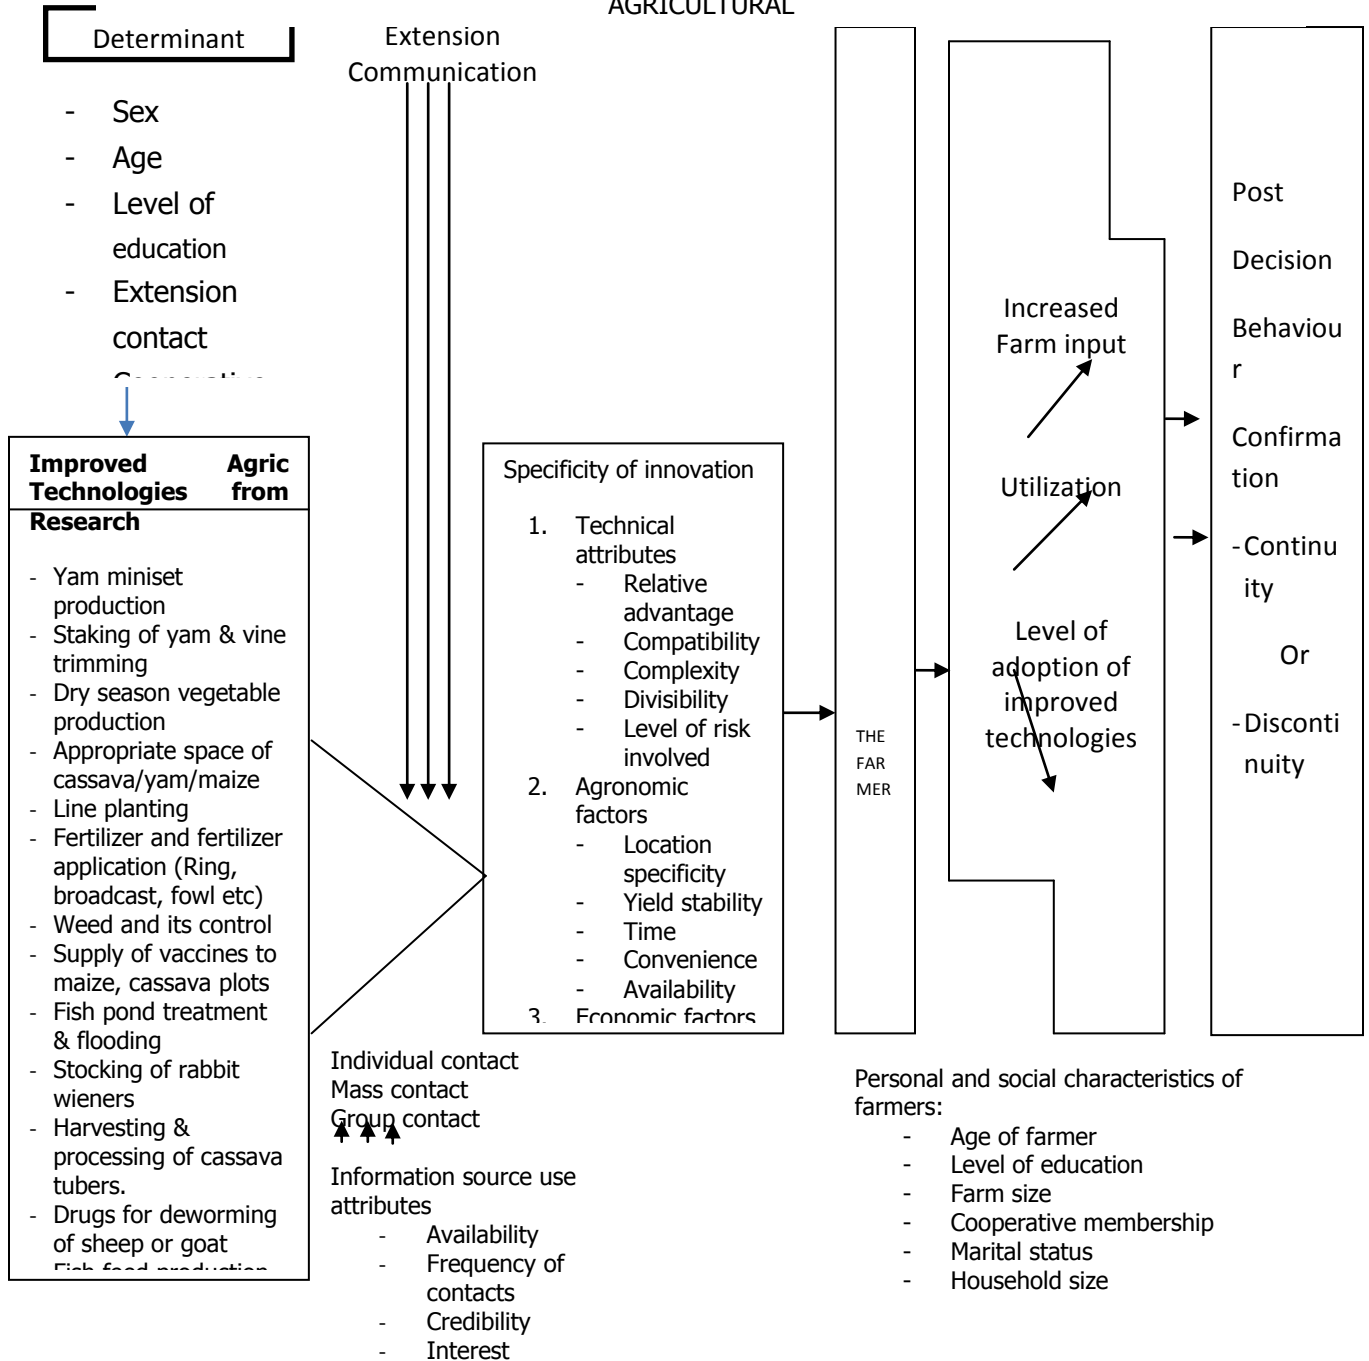 AGRICULTURAL
Determinant
- Sex
- Age
- Level of
education
- Extension
contact
Extension
Communication
Improved Agric
Technologies from
Research
- Yam miniset
production
- Staking of yam & vine
trimming
- Dry season vegetable
production
- Appropriate space of
cassava/yam/maize
- Line planting
- Fertilizer and fertilizer
application (Ring,
broadcast, fowl etc)
- Weed and its control
- Supply of vaccines to
maize, cassava plots
- Fish pond treatment
& flooding
- Stocking of rabbit
wieners
- Harvesting &
processing of cassava
tubers.
- Drugs for deworming
of sheep or goat
Fish feed production
Individual contact
Mass contact
Group contact
Information source use
attributes
- Availability
- Frequency of
contacts
- Credibility
- Interest
Specificity of innovation
1. Technical
attributes
- Relative
advantage
- Compatibility
- Complexity
- Divisibility
- Level of risk
involved
2. Agronomic
factors
- Location
specificity
- Yield stability
- Time
- Convenience
- Availability
3. Economic factors
THE
FAR
MER
Increased
Farm input
Utilization
Level of
adoption of
improved
technologies
Post
Decision
Behaviou
r
Confirma
tion
-Continu
ity
Or
-Disconti
nuity
Personal and social characteristics of
farmers:
- Age of farmer
- Level of education
- Farm size
- Cooperative membership
- Marital status
- Household size